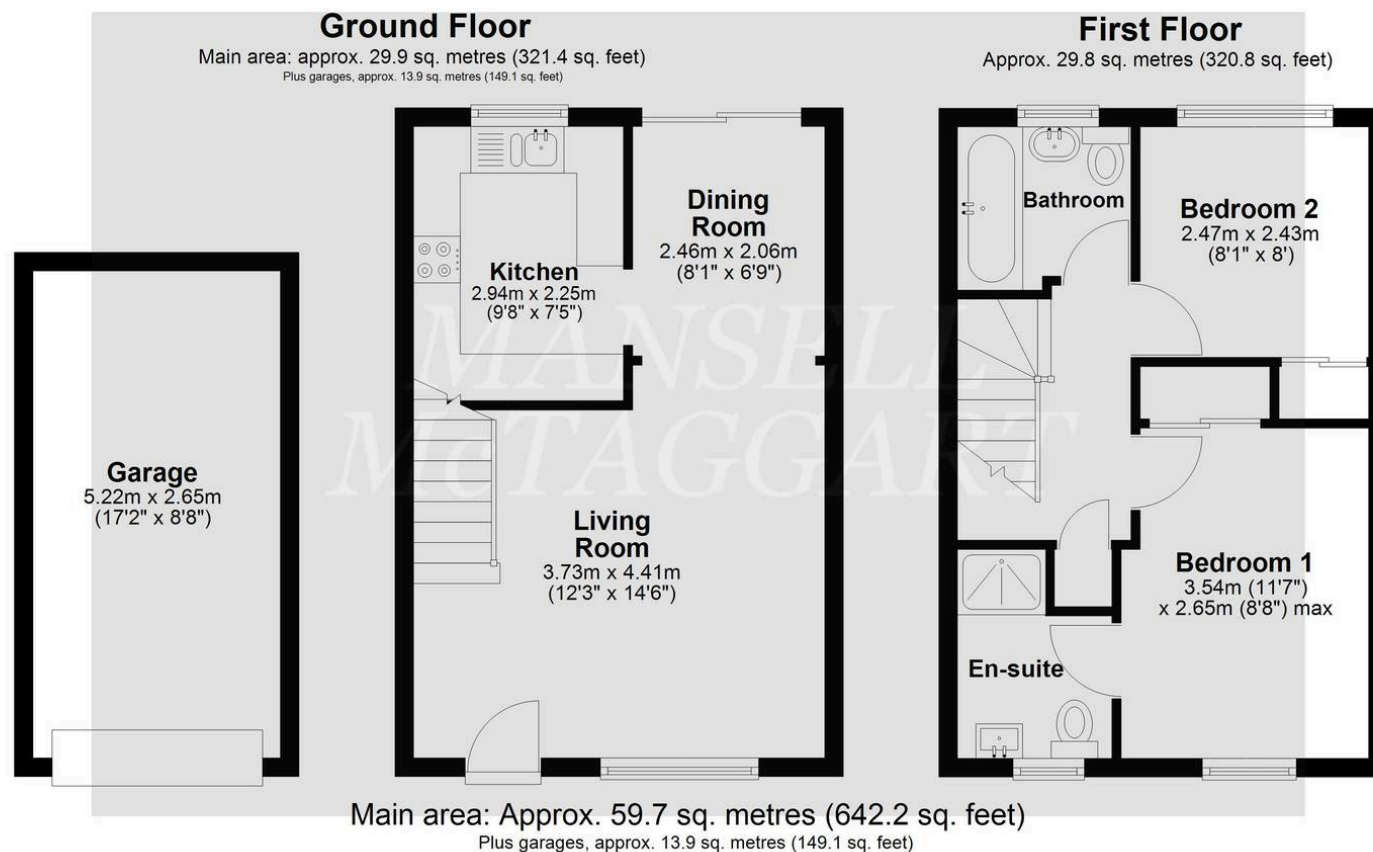 Ground Floor
Main area: approx. 29.9 sq. metres (321.4 sq. feet)
Plus garages, approx. 13.9 sq. metres (149.1 sq. feet)
First Floor
Approx. 29.8 sq. metres (320.8 sq. feet)
Kitchen
2.94m x 2.25m
(9'8" x 7'5")
Dining
Room
2.46m x 2.06m
(8'1" x 6'9")
Bathroom
Bedroom 2
2.47m x 2.43m
(8'1" x 8')
MANSELL
McTAGGART
Garage
5.22m x 2.65m
(17'2" x 8'8")
Living
Room
3.73m x 4.41m
(12'3" x 14'6")
Bedroom 1
3.54m (11'7")
x 2.65m (8'8") max
En-suite
Main area: Approx. 59.7 sq. metres (642.2 sq. feet)
Plus garages, approx. 13.9 sq. metres (149.1 sq. feet)